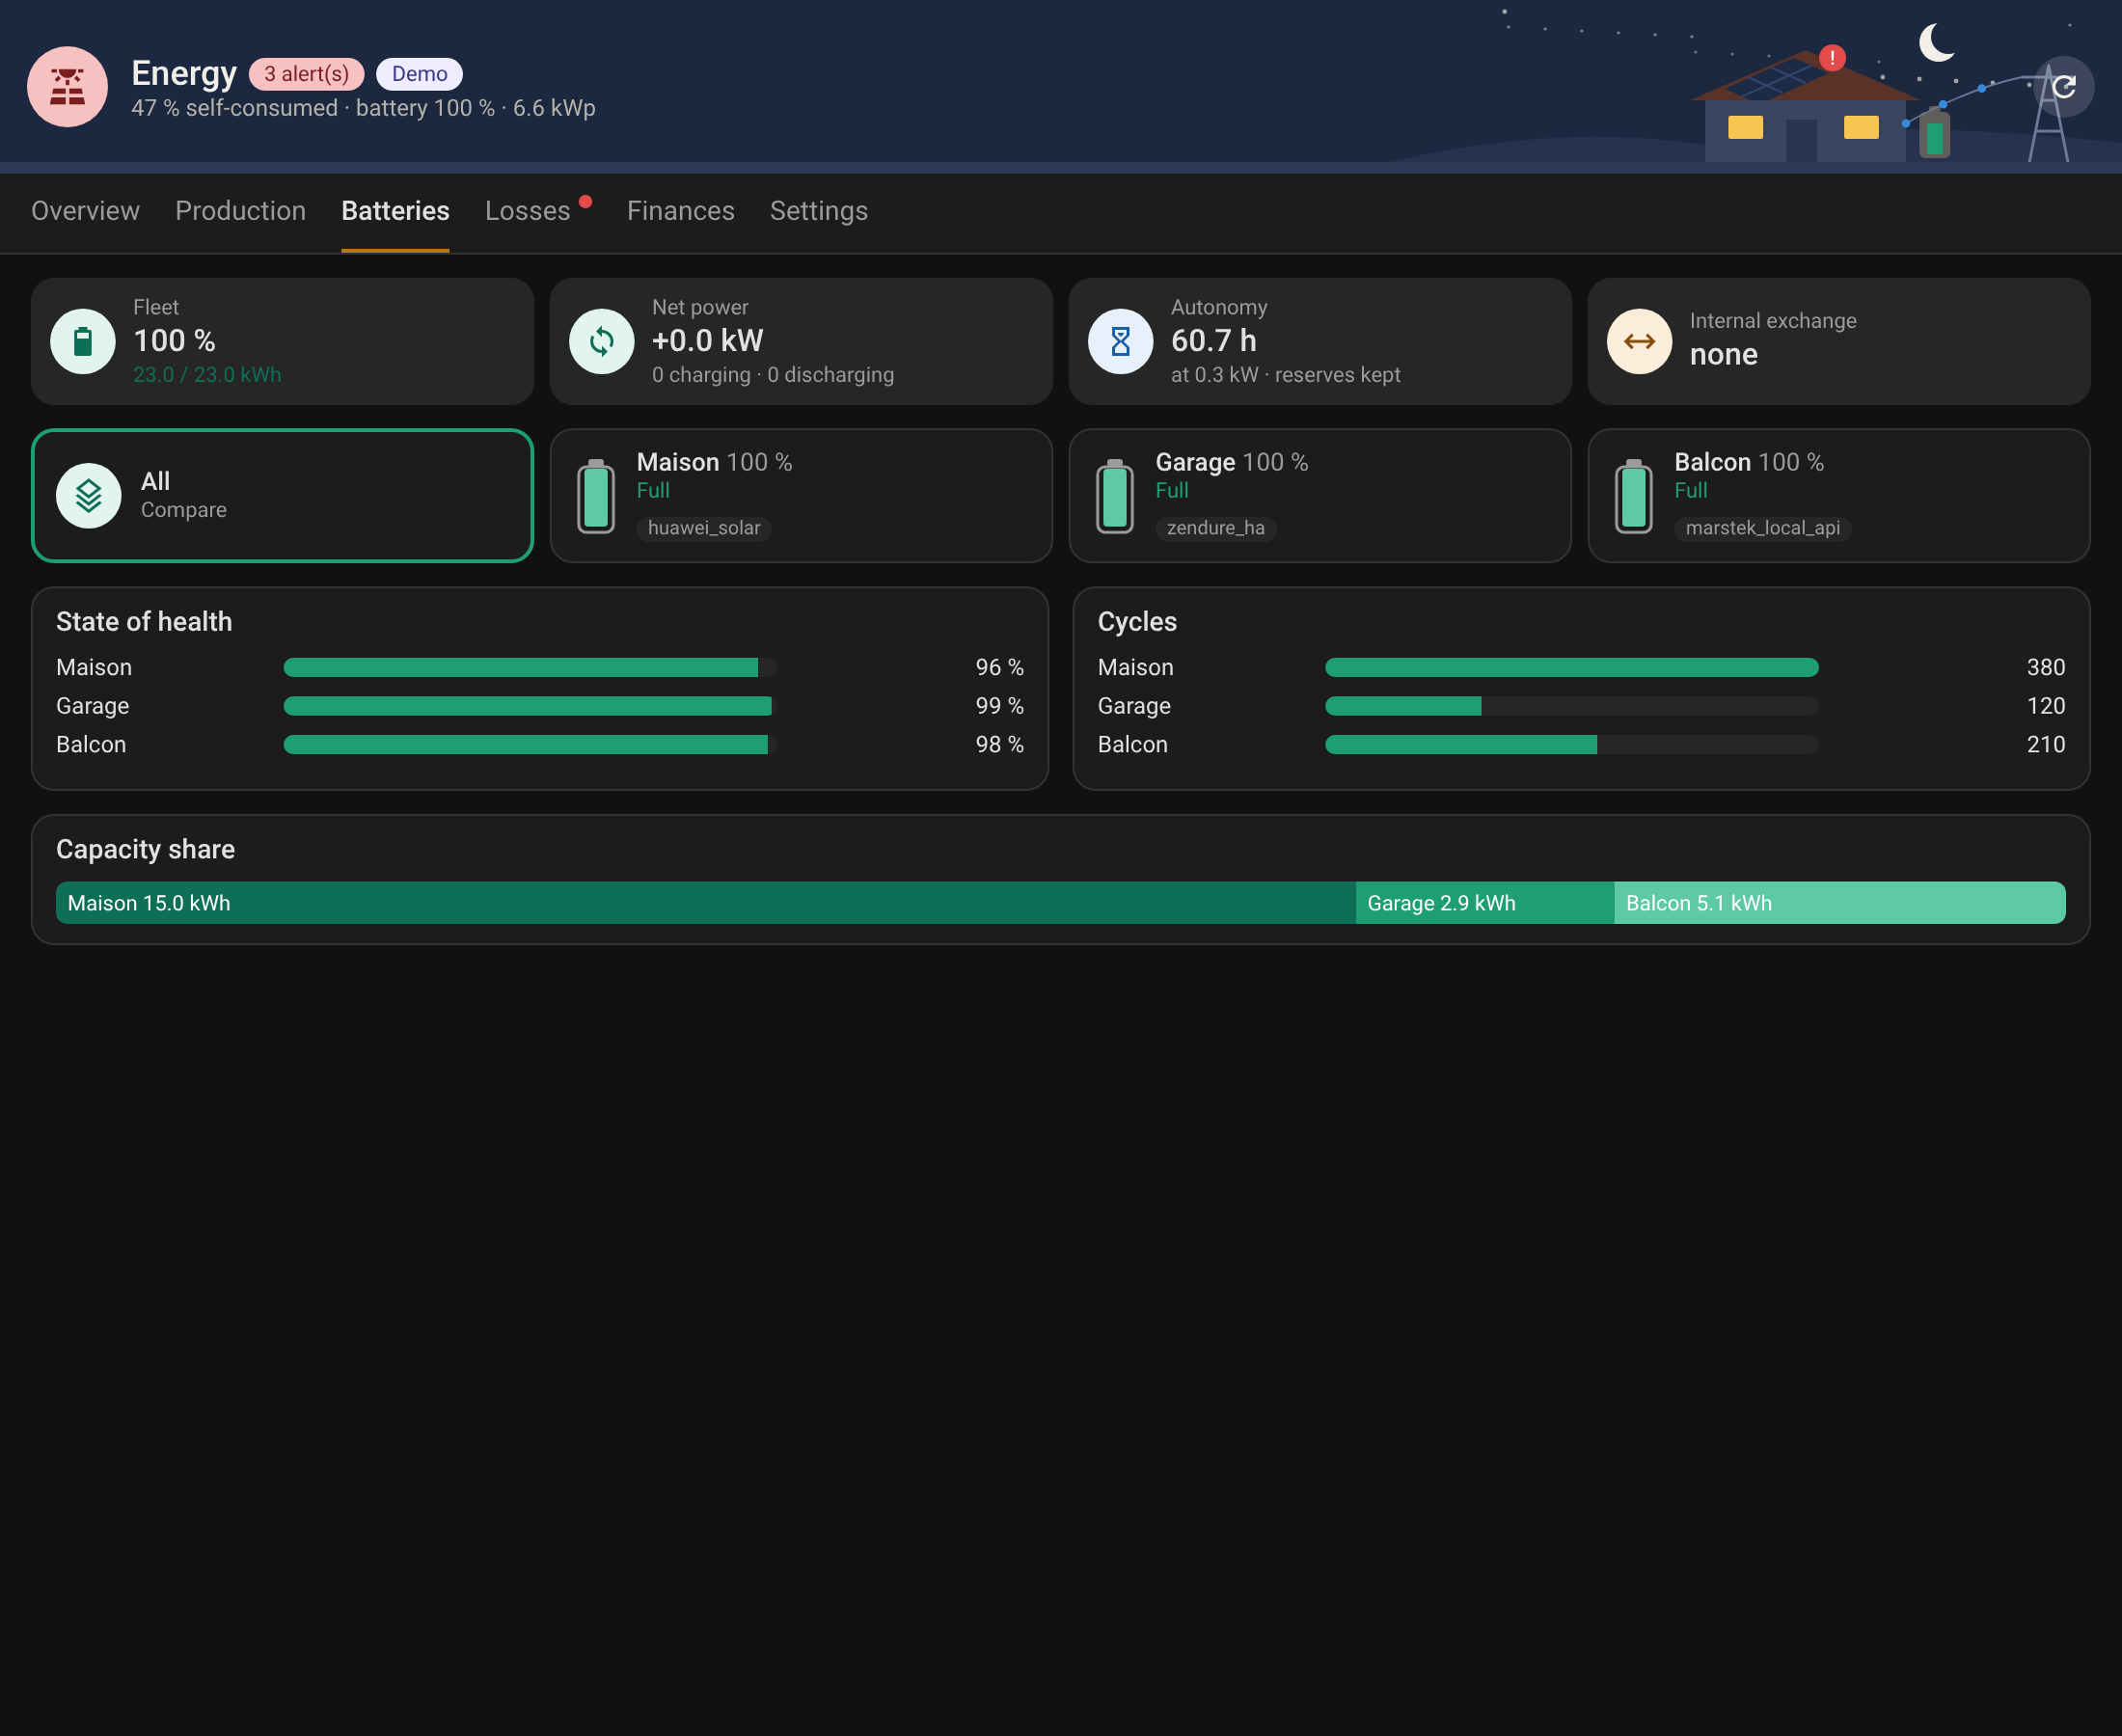 Energy 3 alert(s) Demo
47 % self-consumed · battery 100 % · 6.6 kWp
!
Overview Production Batteries Losses Finances Settings
Fleet
100 %
23.0 / 23.0 kWh
Net power
+0.0 kW
0 charging · 0 discharging
Autonomy
60.7 h
at 0.3 kW · reserves kept
Internal exchange
none
All
Compare
Maison 100 %
Full
huawei_solar
Garage 100 %
Full
zendure_ha
Balcon 100 %
Full
marstek_local_api
State of health
Maison 96 %
Garage 99 %
Balcon 98 %
Cycles
Maison 380
Garage 120
Balcon 210
Capacity share
Maison 15.0 kWh Garage 2.9 kWh Balcon 5.1 kWh